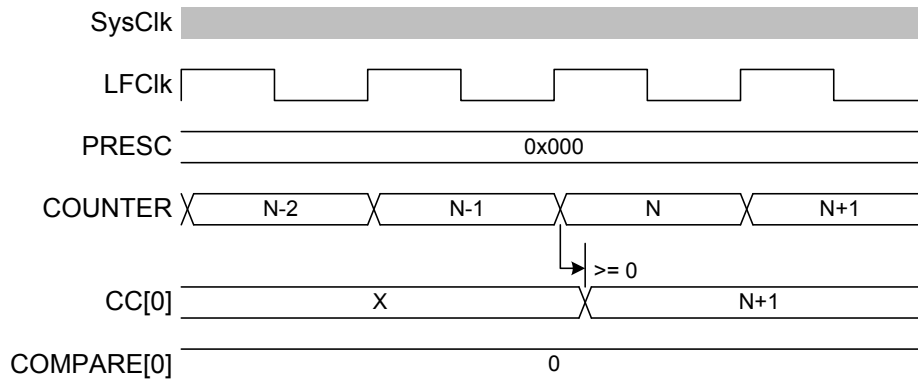 SysClk
LFClk
PRESC 0x000
COUNTER N-2 N-1 N N+1
>= 0
CC[0] X N+1
COMPARE[0] 0